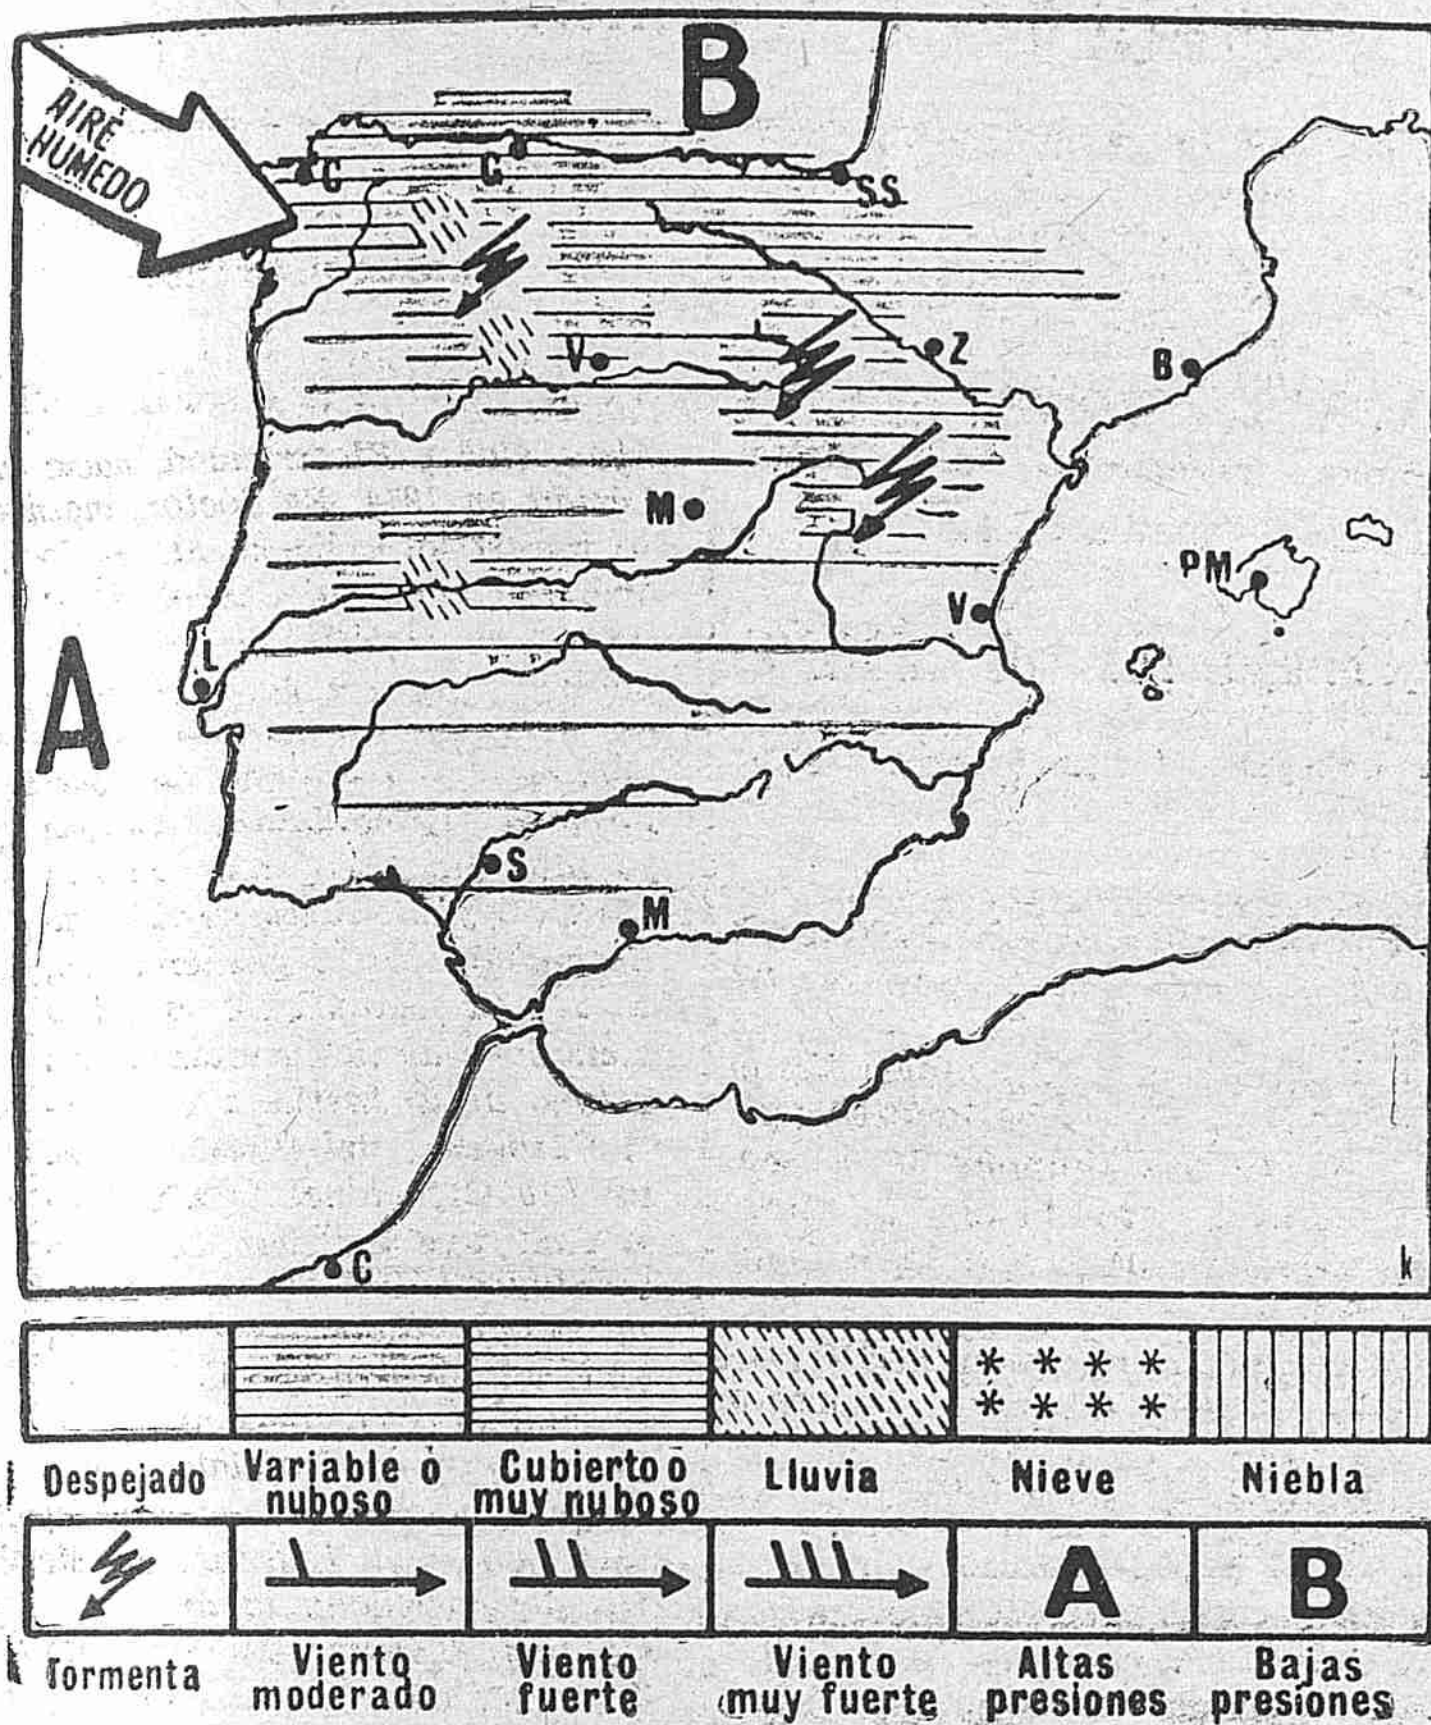 B
AIRE
HUMEDO
C
G
S.S.
V
Z
B
M
PM
V
L
A
S
M
C
k
Despejado
Variable o
nuboso
Cubierto o
muy nuboso
Lluvia
Nieve
Niebla
A
B
Tormenta
Viento
moderado
Viento
fuerte
Viento
muy fuerte
Altas
presiones
Bajas
presiones